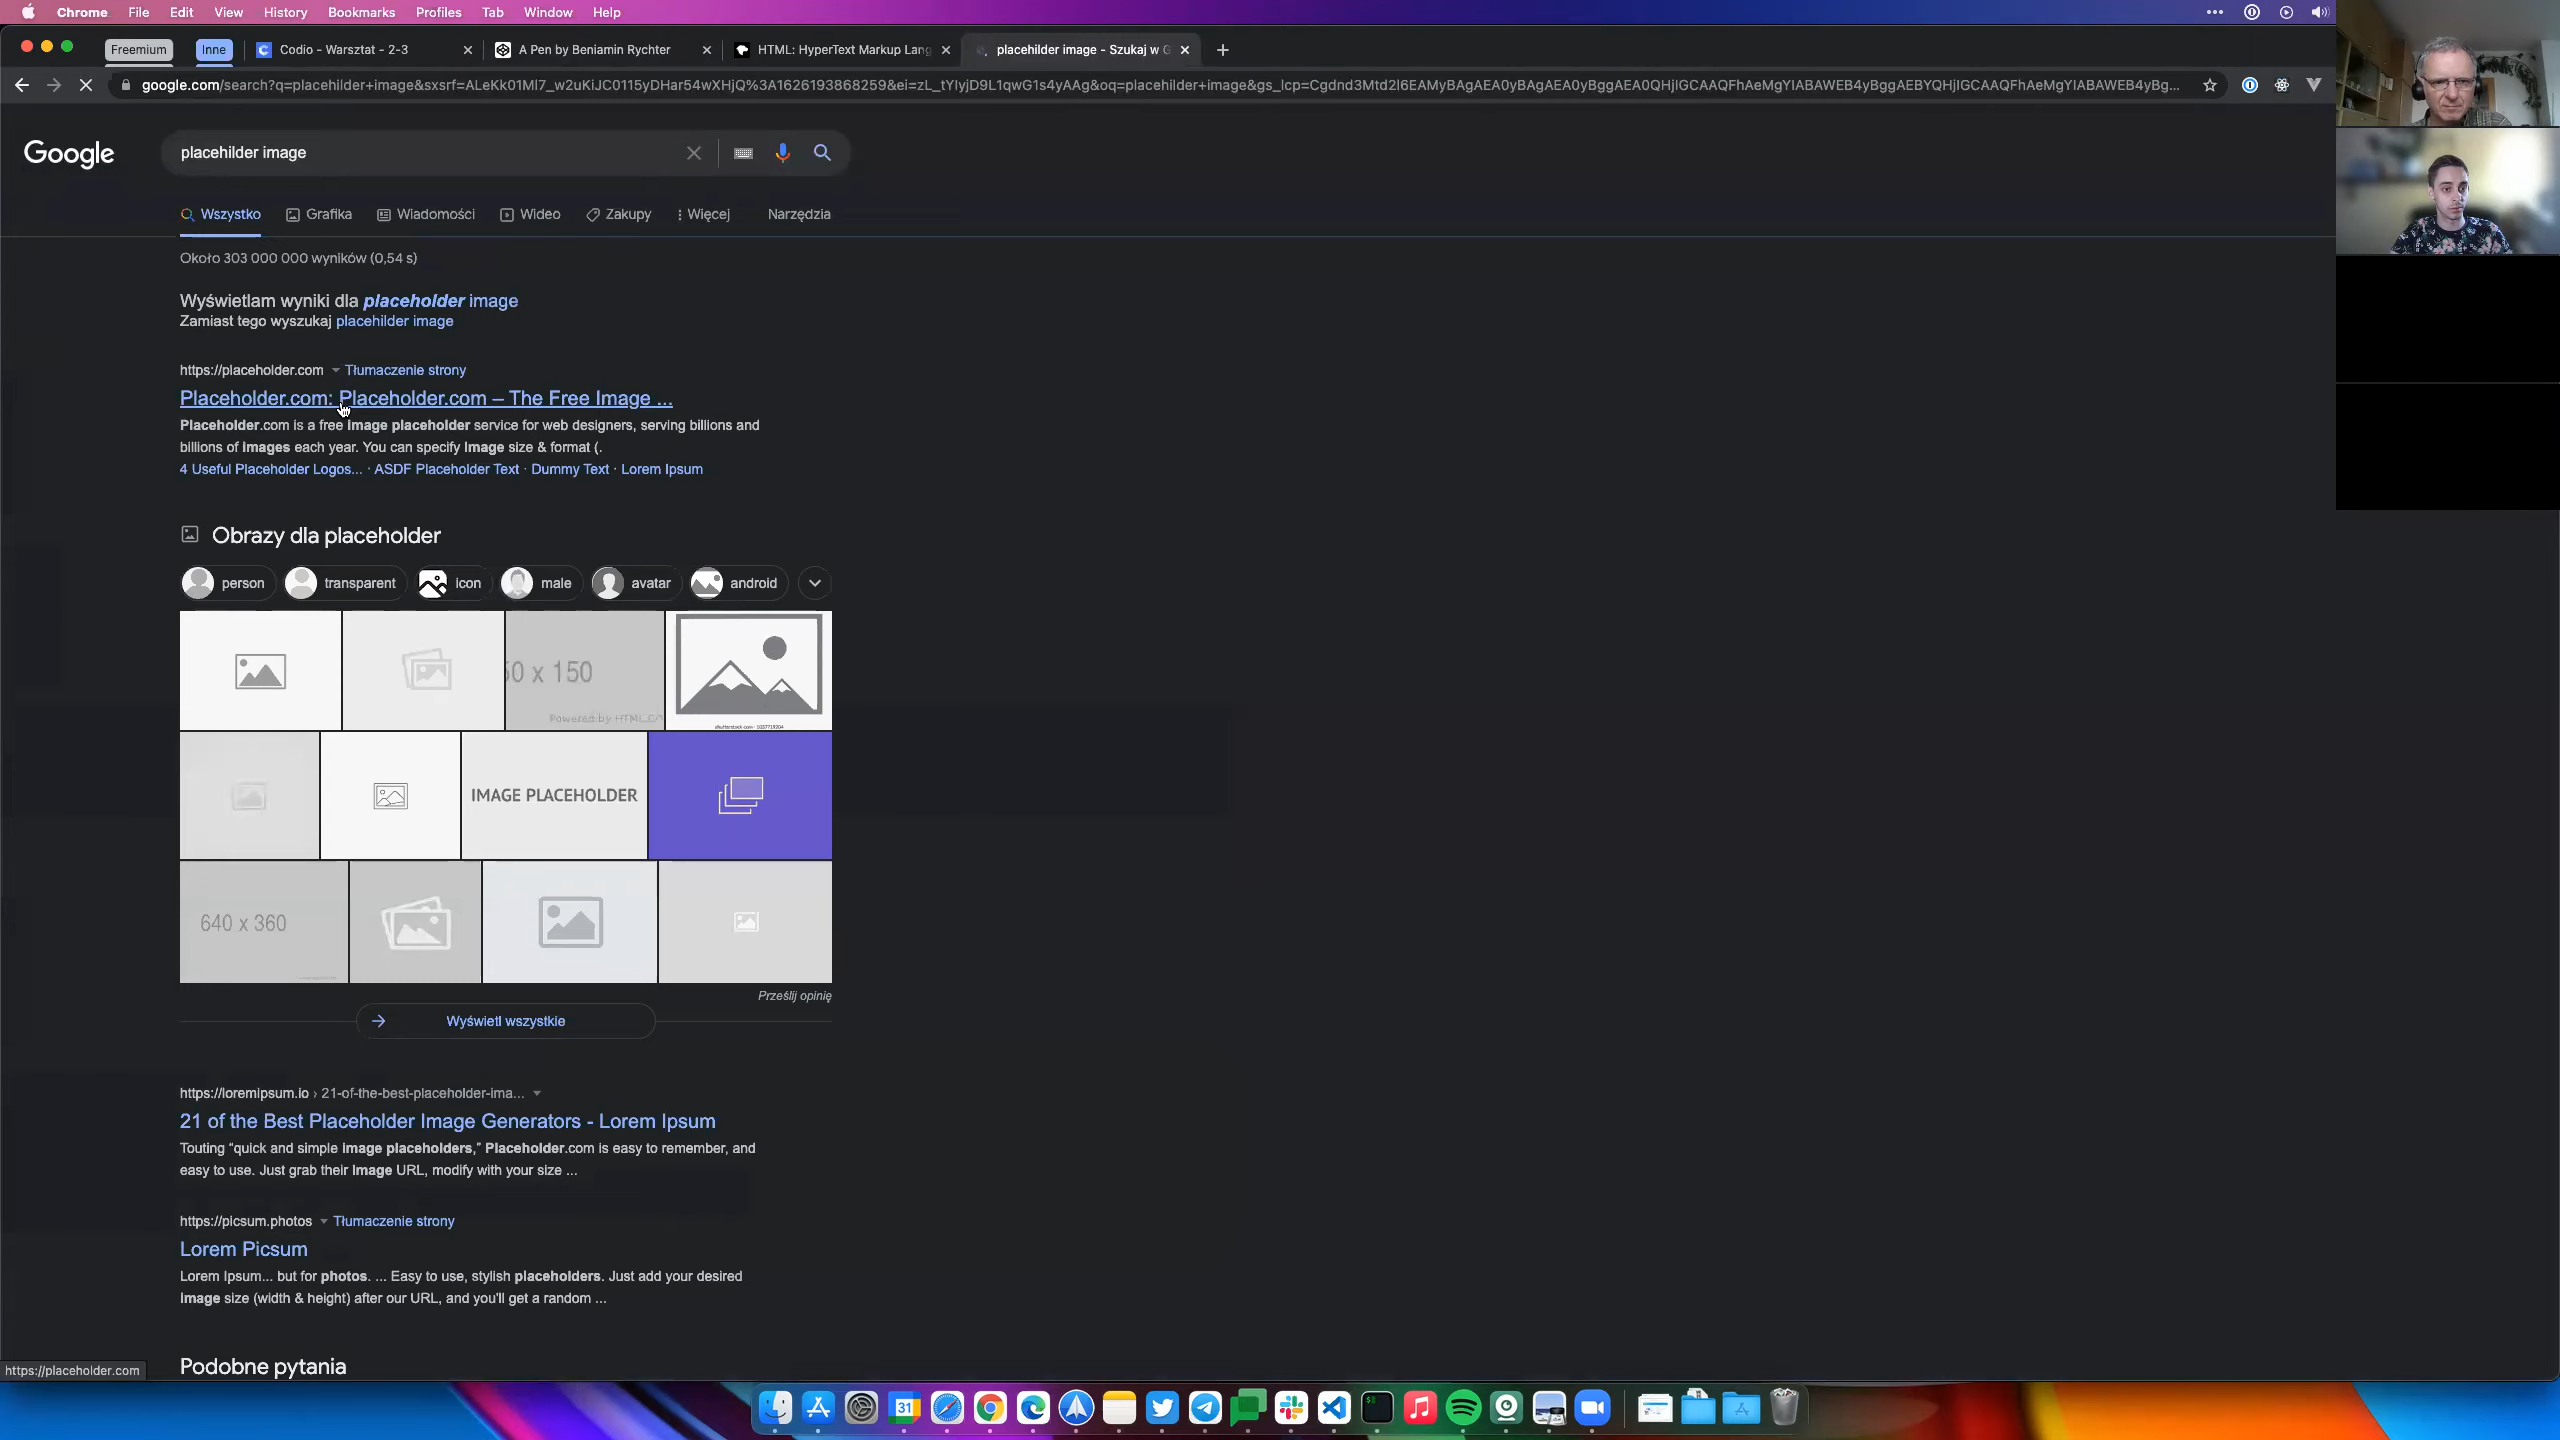 Chrome File Edit View History Bookmarks Profiles Tab Window Help
Freemium Inne Codio - Warsztat - 2-3 A Pen by Beniamin Rychter HTML: HyperText Markup Lang placehilder image - Szukaj w G
google.com/search?q=placehilder+image&sxsrf=
Google placehilder image
Wszystko Grafika Wiadomości Wideo Zakupy Więcej Narzędzia
Około 303 000 000 wyników (0,54 s)
Wyświetlam wyniki dla placeholder image
Zamiast tego wyszukaj placehilder image
https://placeholder.com Tłumaczenie strony
Placeholder.com: Placeholder.com – The Free Image ...
Placeholder.com is a free image placeholder service for web designers, serving billions and
billions of images each year. You can specify image size & format (.
4 Useful Placeholder Logos... · ASDF Placeholder Text · Dummy Text · Lorem Ipsum
Obrazy dla placeholder
person transparent icon male avatar android
50 x 150
Powered by
IMAGE PLACEHOLDER
640 x 360
Prześlij opinię
Wyświetl wszystkie
https://loremipsum.io › 21-of-the-best-placeholder-ima...
21 of the Best Placeholder Image Generators - Lorem Ipsum
Touting “quick and simple image placeholders,” Placeholder.com is easy to remember, and
easy to use. Just grab their image URL, modify with your size ...
https://picsum.photos Tłumaczenie strony
Lorem Picsum
Lorem Ipsum... but for photos. ... Easy to use, stylish placeholders. Just add your desired
image size (width & height) after our URL, and you'll get a random ...
Podobne pytania
https://placeholder.com
31